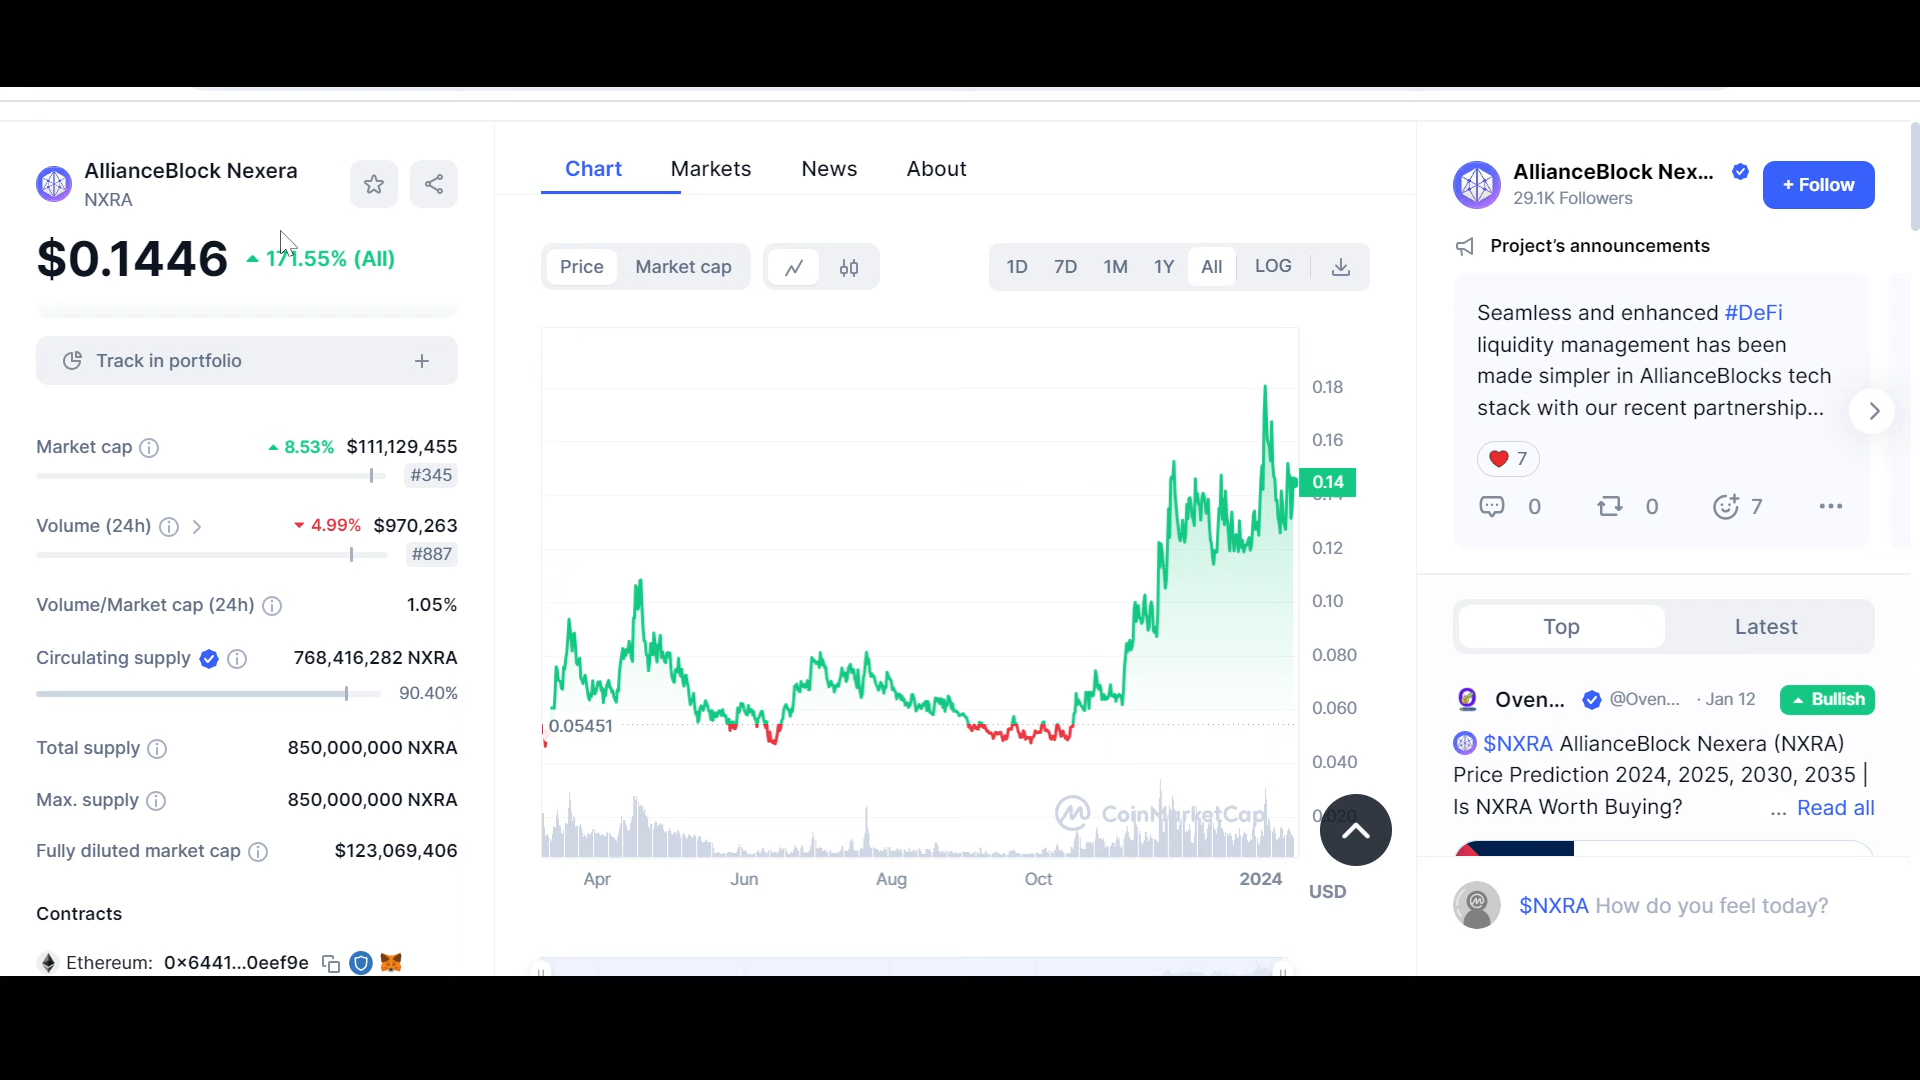 AllianceBlock Nexera
NXRA
$0.1446
171.55% (All)
Track in portfolio +
Market cap 8.53% $111,129,455
#345
Volume (24h) 4.99% $970,263
#887
Volume/Market cap (24h) 1.05%
Circulating supply 768,416,282 NXRA
90.40%
Total supply 850,000,000 NXRA
Max. supply 850,000,000 NXRA
Fully diluted market cap $123,069,406
Contracts
Ethereum: 0x6441...0eef9e
Chart Markets News About
Price Market cap
1D 7D 1M 1Y All LOG
0.18
0.16
0.14
0.12
0.10
0.080
0.060
0.05451
0.040
0.020
CoinMarketCap
Apr Jun Aug Oct 2024
USD
AllianceBlock Nex...
29.1K Followers
+ Follow
Project's announcements
Seamless and enhanced #DeFi
liquidity management has been
made simpler in AllianceBlocks tech
stack with our recent partnership...
7
0 0 7
Top Latest
Oven... @Oven... · Jan 12 Bullish
$NXRA AllianceBlock Nexera (NXRA)
Price Prediction 2024, 2025, 2030, 2035 |
Is NXRA Worth Buying? ... Read all
$NXRA How do you feel today?